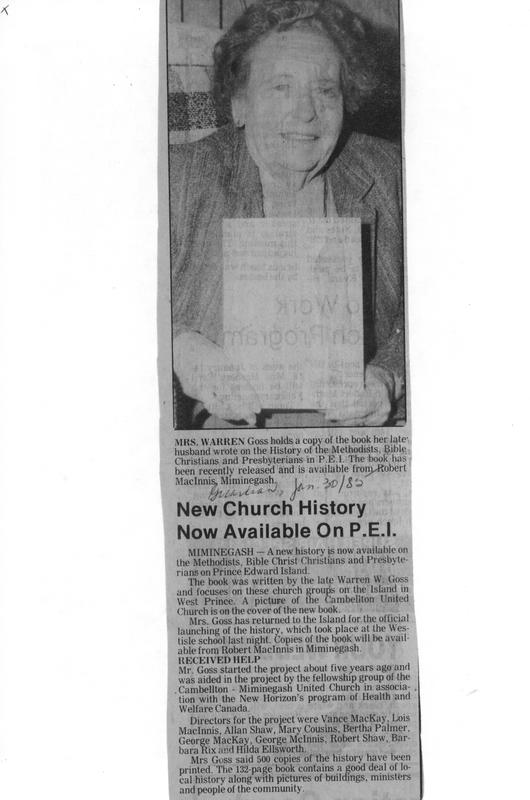 MRS. WARREN Goss holds a copy of the book her late
husband wrote on the History of the Methodists, Bible
Christians and Presbyterians in P.E.I. The book has
been recently released and is available from Robert
MacInnis, Miminegash.
Guardian, Jan. 30/85
New Church History
Now Available On P.E.I.
MIMINEGASH — A new history is now available on
the Methodists, Bible Christ Christians and Presbyte-
rians on Prince Edward Island.
The book was written by the late Warren W. Goss
and focuses on these church groups on the Island in
West Prince. A picture of the Cambellton United
Church is on the cover of the new book.
Mrs. Goss has returned to the Island for the official
launching of the history, which took place at the Wes-
tisle school last night. Copies of the book will be avail-
able from Robert MacInnis in Miminegash.
RECEIVED HELP
Mr. Goss started the project about five years ago and
was aided in the project by the fellowship group of the
Cambellton - Miminegash United Church in associa-
tion with the New Horizon's program of Health and
Welfare Canada.
Directors for the project were Vance MacKay, Lois
MacInnis, Allan Shaw, Mary Cousins, Bertha Palmer,
George MacKay, George McInnis, Robert Shaw, Bar-
bara Rix and Hilda Ellsworth.
Mrs Goss said 500 copies of the history have been
printed. The 132-page book contains a good deal of lo-
cal history along with pictures of buildings, ministers
and people of the community.